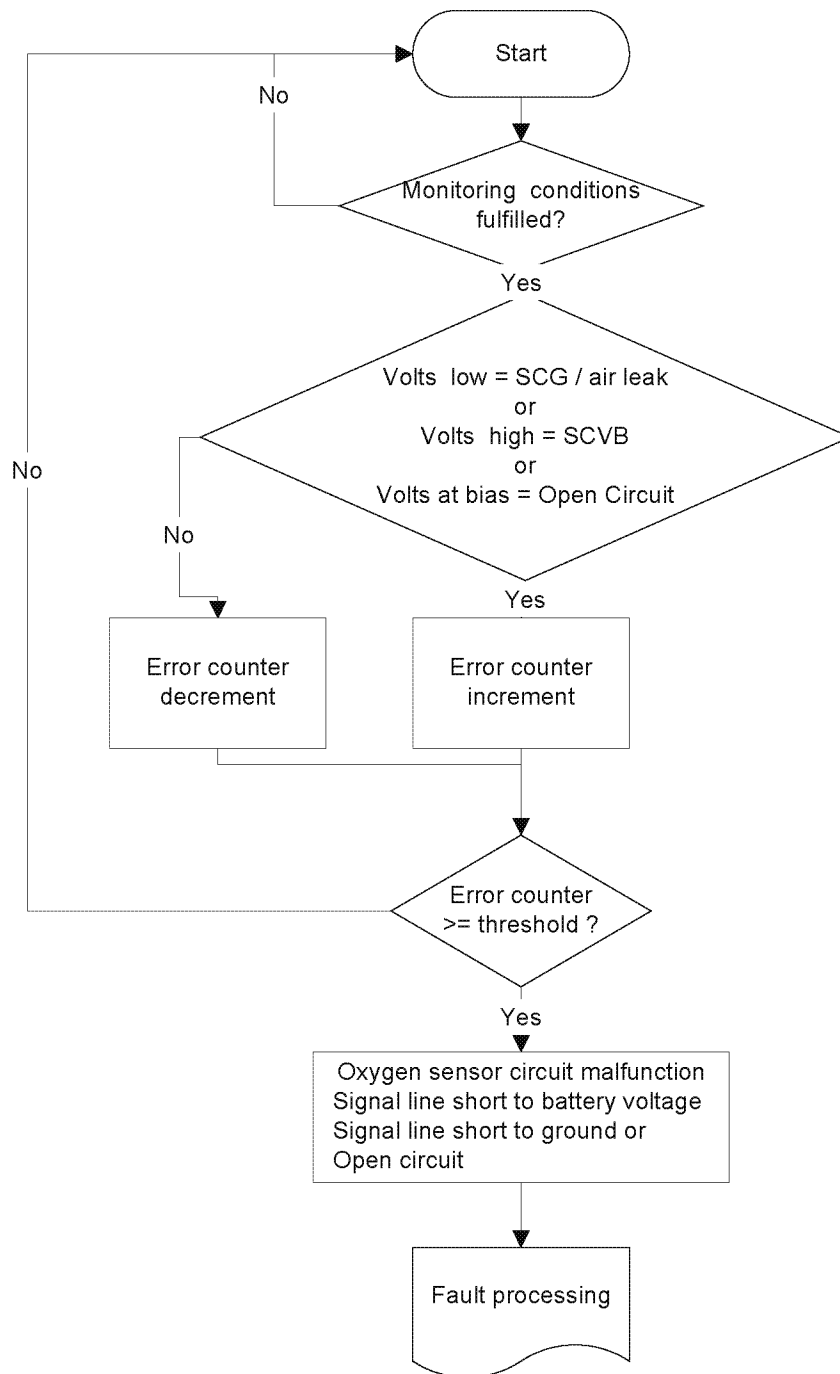 Start
No
Monitoring conditions
fulfilled?
Yes
Volts low = SCG / air leak
or
Volts high = SCVB
or
Volts at bias = Open Circuit
No
No
Yes
Error counter
decrement
Error counter
increment
Error counter
>= threshold ?
Yes
Oxygen sensor circuit malfunction
Signal line short to battery voltage
Signal line short to ground or
Open circuit
Fault processing